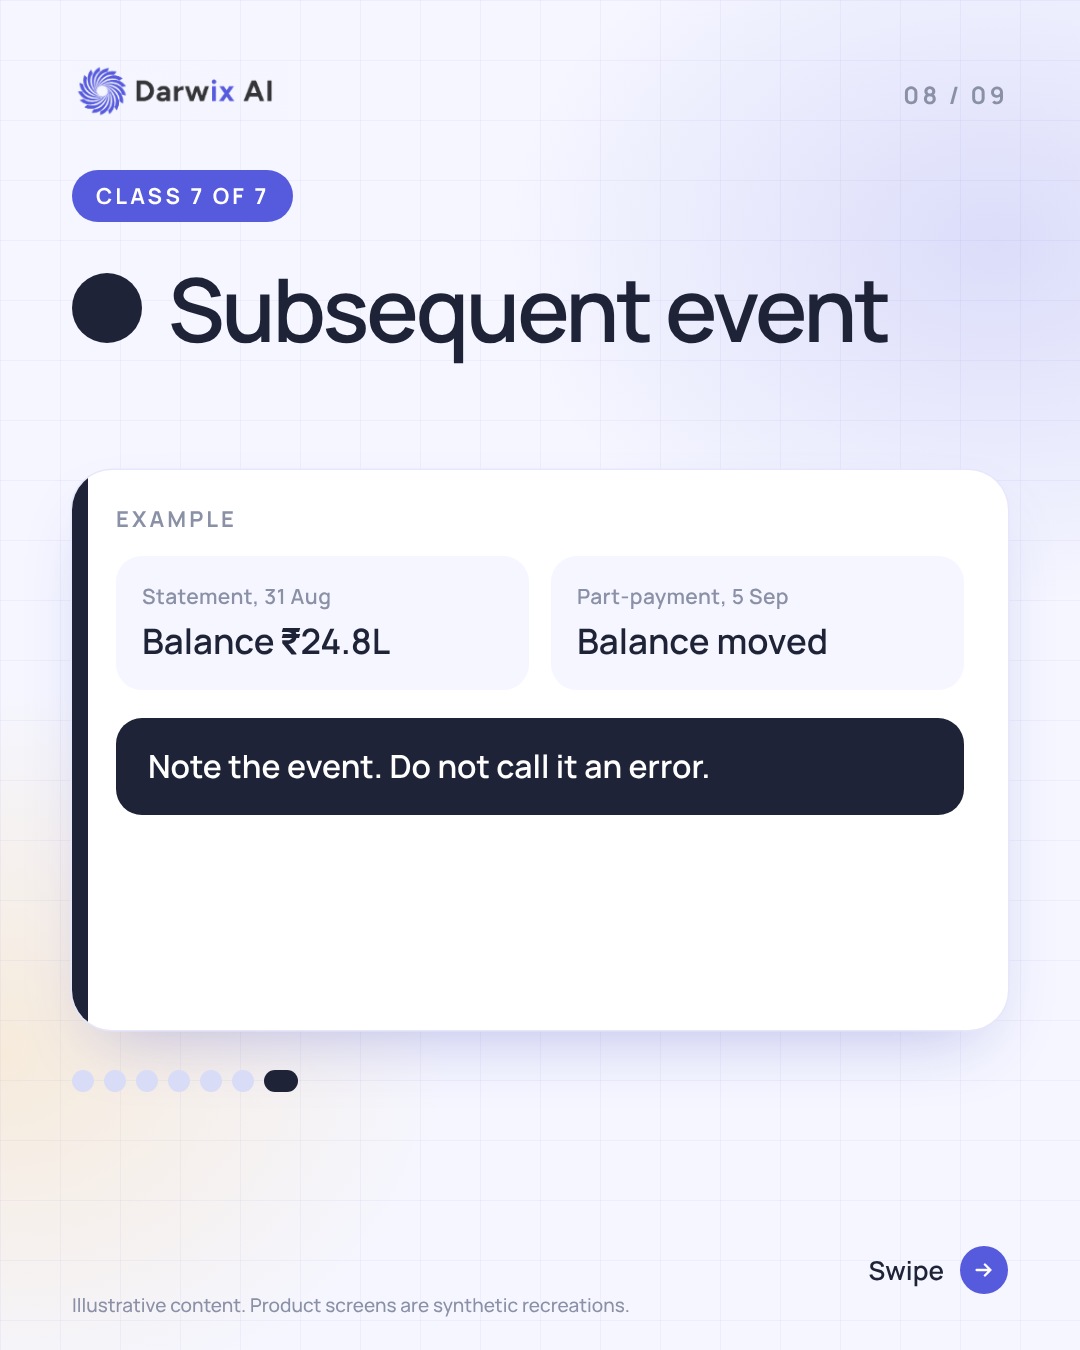 Darwix AI
08 / 09
CLASS 7 OF 7
Subsequent event
EXAMPLE
Statement, 31 Aug
Balance ₹24.8L
Part-payment, 5 Sep
Balance moved
Note the event. Do not call it an error.
Swipe
Illustrative content. Product screens are synthetic recreations.